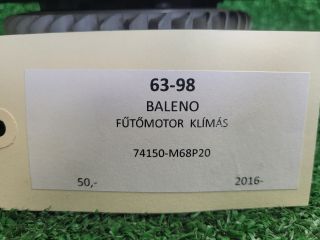 63-98
BALENO
FŰTŐMOTOR KLÍMÁS
74150-M68P20
50,- 2016-